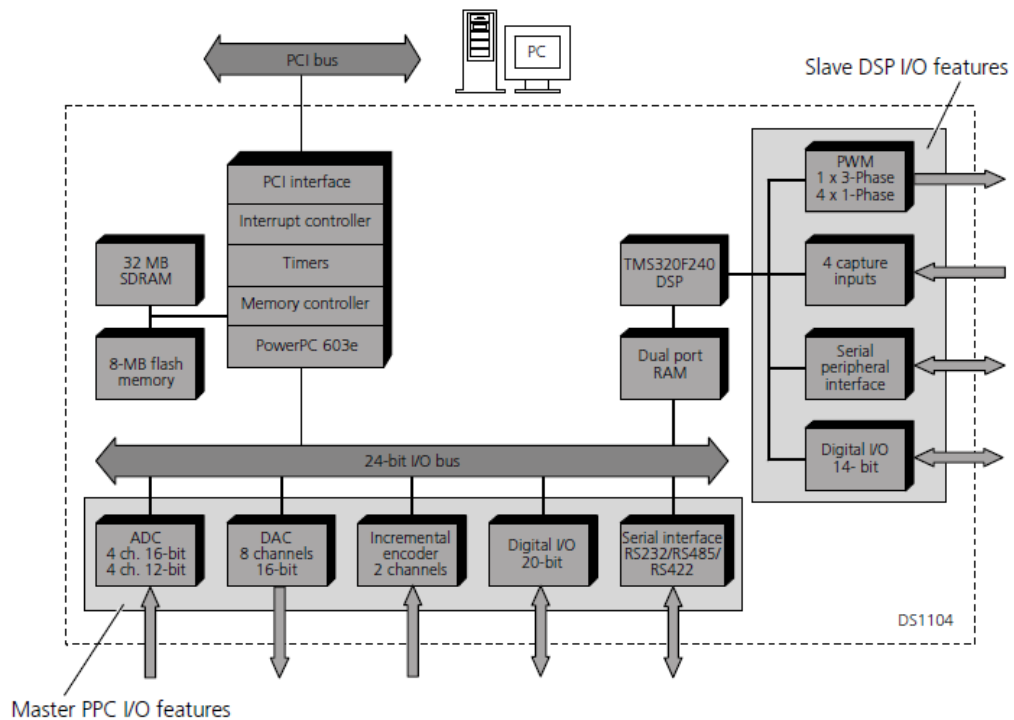 PCI bus
PC
Slave DSP I/O features
PCI interface
Interrupt controller
Timers
Memory controller
PowerPC 603e
32 MB
SDRAM
8-MB flash
memory
TMS320F240
DSP
Dual port
RAM
PWM
1 x 3-Phase
4 x 1-Phase
4 capture
inputs
Serial
peripheral
interface
Digital I/O
14- bit
24-bit I/O bus
ADC
4 ch. 16-bit
4 ch. 12-bit
DAC
8 channels
16-bit
Incremental
encoder
2 channels
Digital I/O
20-bit
Serial interface
RS232/RS485/
RS422
DS1104
Master PPC I/O features